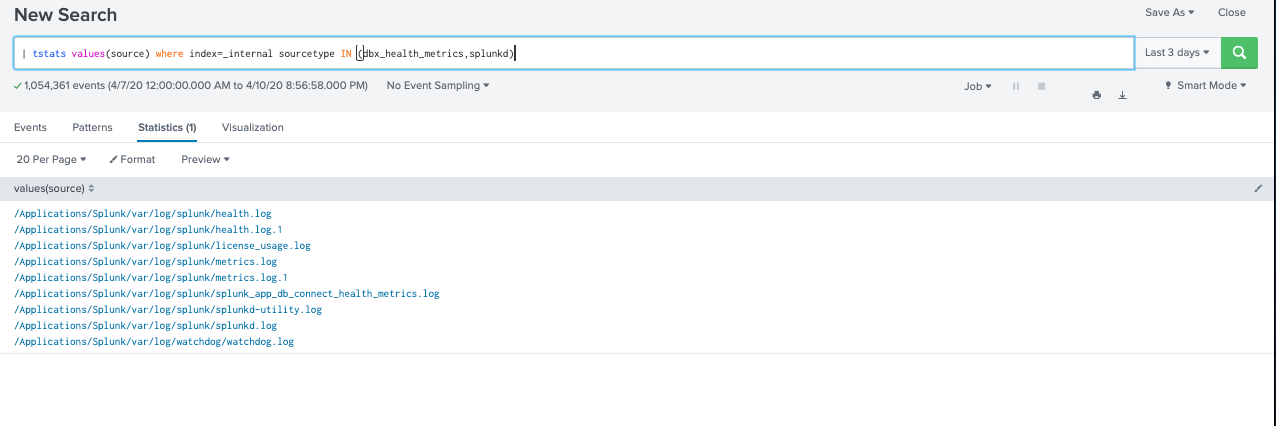 New Search
Save As Close
| tstats values(source) where index=_internal sourcetype IN (dbx_health_metrics,splunkd)
Last 3 days
1,054,361 events (4/7/20 12:00:00.000 AM to 4/10/20 8:56:58.000 PM) No Event Sampling Job Smart Mode
Events Patterns Statistics (1) Visualization
20 Per Page Format Preview
values(source)
/Applications/Splunk/var/log/splunk/health.log
/Applications/Splunk/var/log/splunk/health.log.1
/Applications/Splunk/var/log/splunk/license_usage.log
/Applications/Splunk/var/log/splunk/metrics.log
/Applications/Splunk/var/log/splunk/metrics.log.1
/Applications/Splunk/var/log/splunk/splunk_app_db_connect_health_metrics.log
/Applications/Splunk/var/log/splunk/splunkd-utility.log
/Applications/Splunk/var/log/splunk/splunkd.log
/Applications/Splunk/var/log/watchdog/watchdog.log